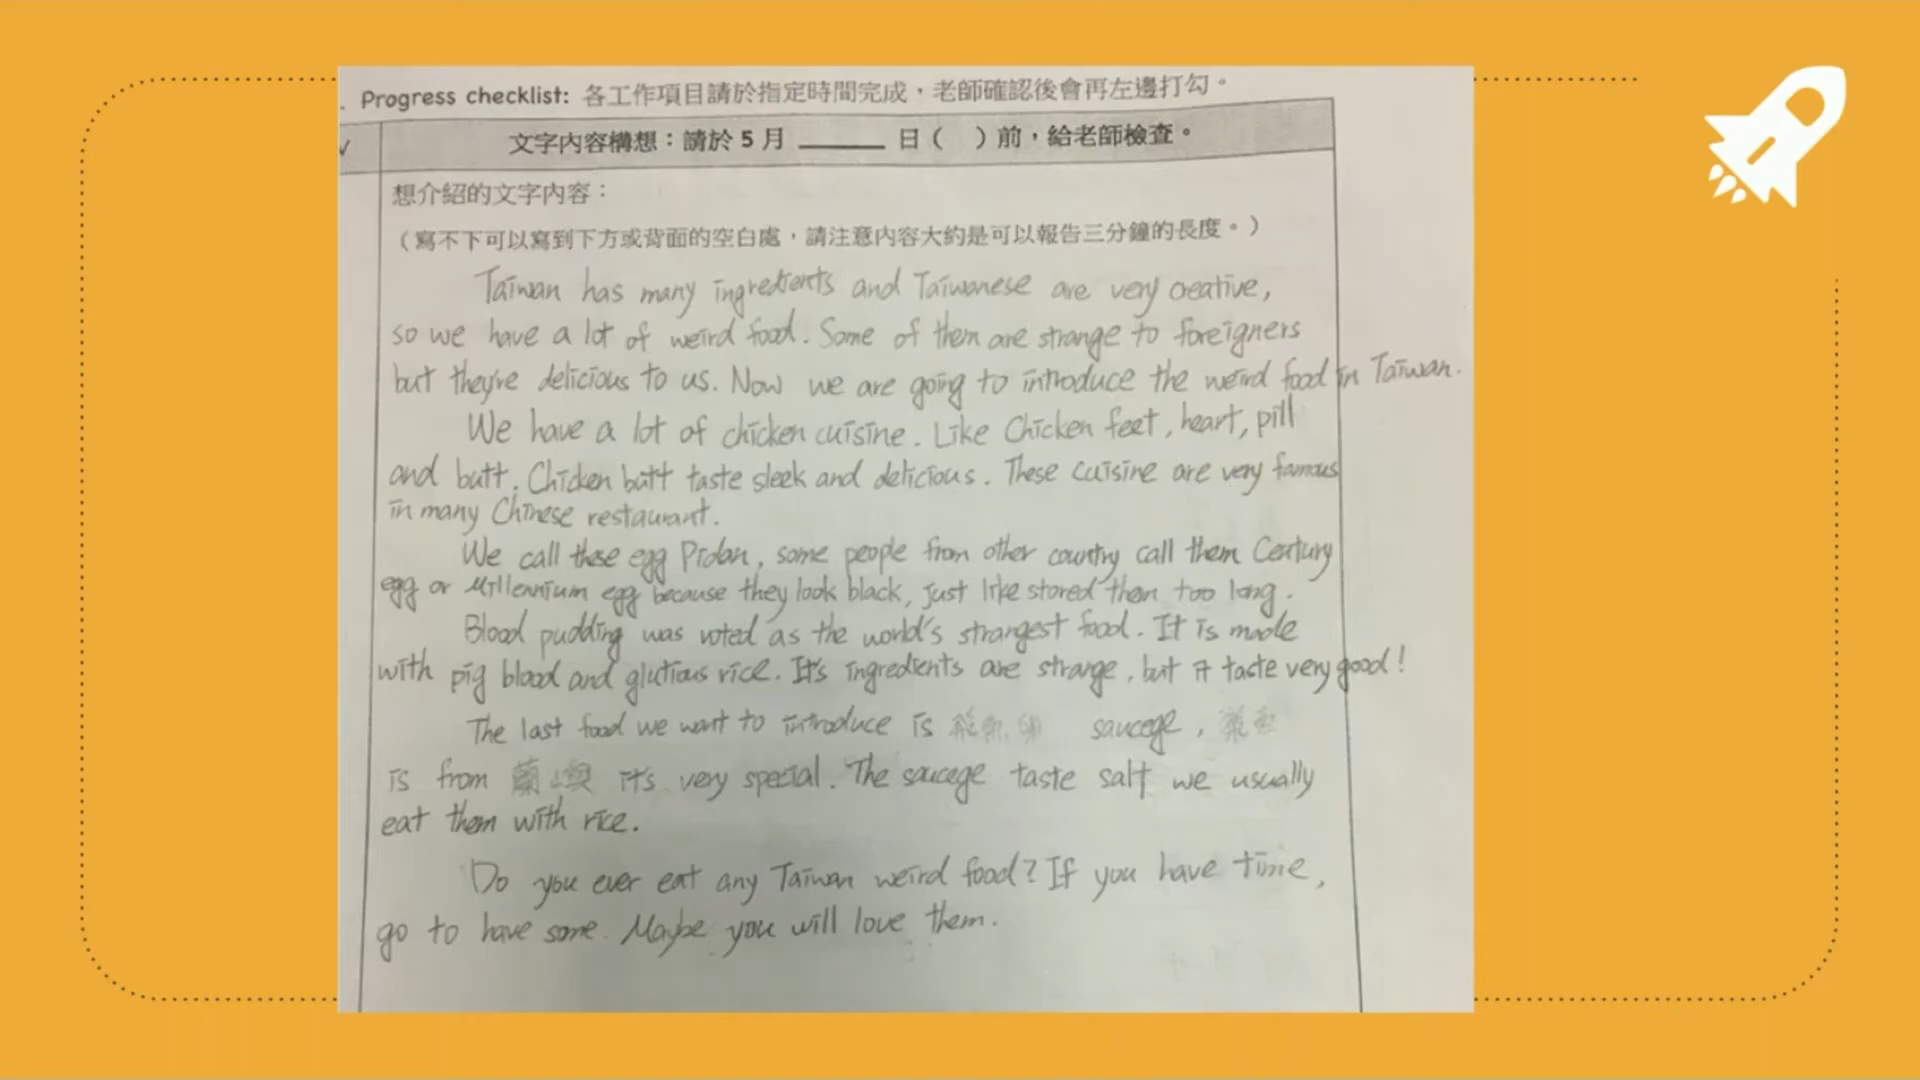 Progress checklist: 各工作項目請於指定時間完成，老師確認後會再左邊打勾。
文字內容構想：請於 5 月 ______ 日（ ）前，給老師檢查。
想介紹的文字內容：
（寫不下可以寫到下方或背面的空白處，請注意內容大約是可以報告三分鐘的長度。）
Taiwan has many ingredients and Taiwanese are very creative,
so we have a lot of weird food. Some of them are strange to foreigners
but they're delicious to us. Now we are going to introduce the weird food in Taiwan.
We have a lot of chicken cuisine. Like Chicken feet, heart, pill
and butt. Chicken butt taste sleek and delicious. These cuisine are very famous
in many Chinese restaurant.
We call these egg Pidan, some people from other country call them Century
egg or Millennium egg because they look black, just like stored them too long.
Blood pudding was voted as the world's strangest food. It is made
with pig blood and glutious rice. It's ingredients are strange, but it taste very good!
The last food we want to introduce is saucege,
is from 蘭嶼 it's very special. The saucege taste salt we usually
eat them with rice.
Do you ever eat any Taiwan weird food? If you have time,
go to have some. Maybe you will love them.